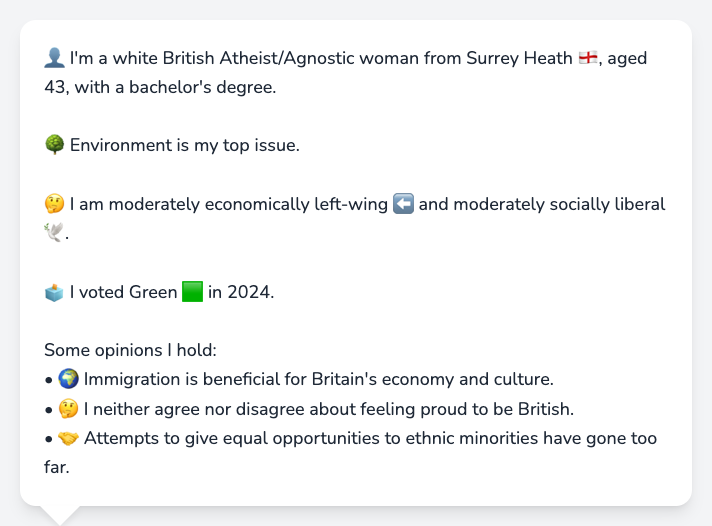 👤 I'm a white British Atheist/Agnostic woman from Surrey Heath 🏴󠁧󠁢󠁥󠁮󠁧󠁿, aged
43, with a bachelor's degree.
🌳 Environment is my top issue.
🤔 I am moderately economically left-wing ⬅️ and moderately socially liberal
🕊️.
🗳️ I voted Green 🟩 in 2024.
Some opinions I hold:
• 🌍 Immigration is beneficial for Britain's economy and culture.
• 🤔 I neither agree nor disagree about feeling proud to be British.
• 🤝 Attempts to give equal opportunities to ethnic minorities have gone too
far.